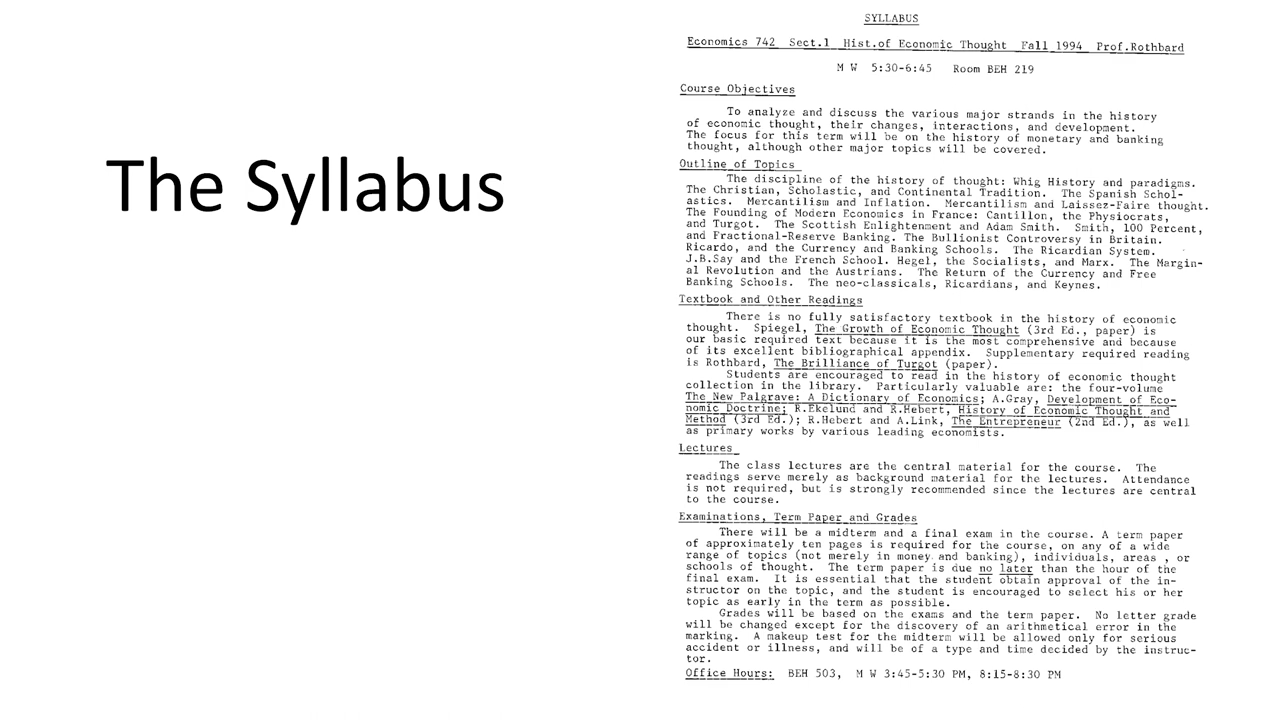 The Syllabus
SYLLABUS
Economics 742 Sect.1 Hist.of Economic Thought Fall 1994 Prof.Rothbard
M W 5:30-6:45 Room BEH 219
Course Objectives
To analyze and discuss the various major strands in the history
of economic thought, their changes, interactions, and development.
The focus for this term will be on the history of monetary and banking
thought, although other major topics will be covered.
Outline of Topics
The discipline of the history of thought: Whig History and paradigms.
The Christian, Scholastic, and Continental Tradition. The Spanish Schol-
astics. Mercantilism and Inflation. Mercantilism and Laissez-Faire thought.
The Founding of Modern Economics in France: Cantillon, the Physiocrats,
and Turgot. The Scottish Enlightenment and Adam Smith. Smith, 100 Percent,
and Fractional-Reserve Banking. The Bullionist Controversy in Britain.
Ricardo, and the Currency and Banking Schools. The Ricardian System.
J.B.Say and the French School. Hegel, the Socialists, and Marx. The Margin-
al Revolution and the Austrians. The Return of the Currency and Free
Banking Schools. The neo-classicals, Ricardians, and Keynes.
Textbook and Other Readings
There is no fully satisfactory textbook in the history of economic
thought. Spiegel, The Growth of Economic Thought (3rd Ed., paper) is
our basic required text because it is the most comprehensive and because
of its excellent bibliographical appendix. Supplementary required reading
is Rothbard, The Brilliance of Turgot (paper).
Students are encouraged to read in the history of economic thought
collection in the library. Particularly valuable are: the four-volume
The New Palgrave: A Dictionary of Economics; A.Gray, Development of Eco-
nomic Doctrine; R.Ekelund and R.Hebert, History of Economic Thought and
Method (3rd Ed.); R.Hebert and A.Link, The Entrepreneur (2nd Ed.), as well
as primary works by various leading economists.
Lectures
The class lectures are the central material for the course. The
readings serve merely as background material for the lectures. Attendance
is not required, but is strongly recommended since the lectures are central
to the course.
Examinations, Term Paper and Grades
There will be a midterm and a final exam in the course. A term paper
of approximately ten pages is required for the course, on any of a wide
range of topics (not merely in money and banking), individuals, areas , or
schools of thought. The term paper is due no later than the hour of the
final exam. It is essential that the student obtain approval of the in-
structor on the topic, and the student is encouraged to select his or her
topic as early in the term as possible.
Grades will be based on the exams and the term paper. No letter grade
will be changed except for the discovery of an arithmetical error in the
marking. A makeup test for the midterm will be allowed only for serious
accident or illness, and will be of a type and time decided by the instruc-
tor.
Office Hours: BEH 503, M W 3:45-5:30 PM, 8:15-8:30 PM